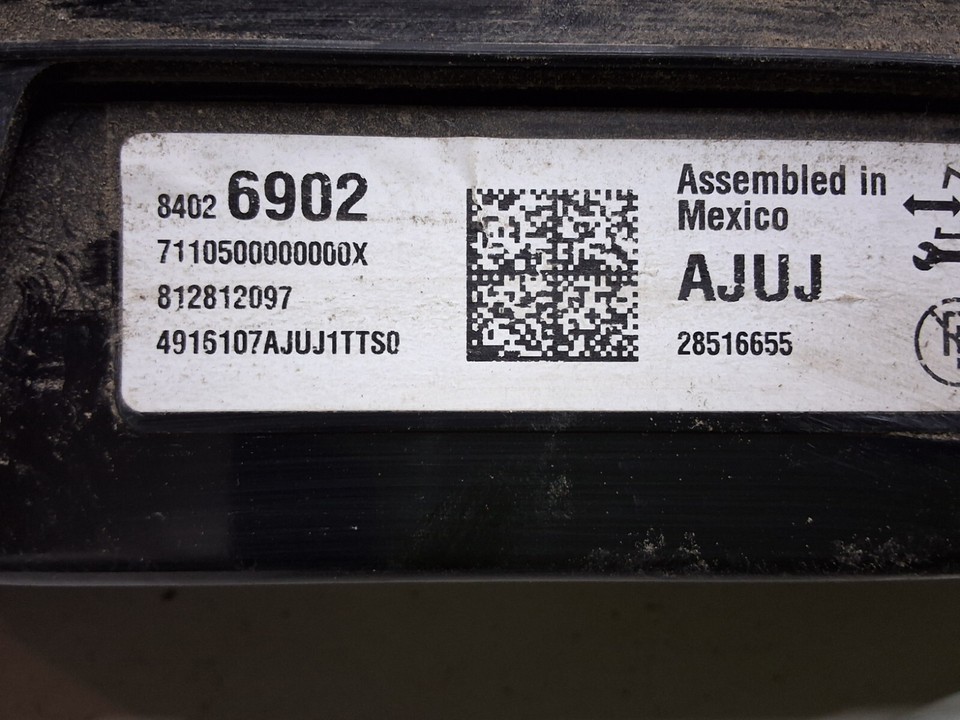 8402 6902
7110500000000X
812812097
4916107AJUJ1TTS0
Assembled in
Mexico
AJUJ
28516655